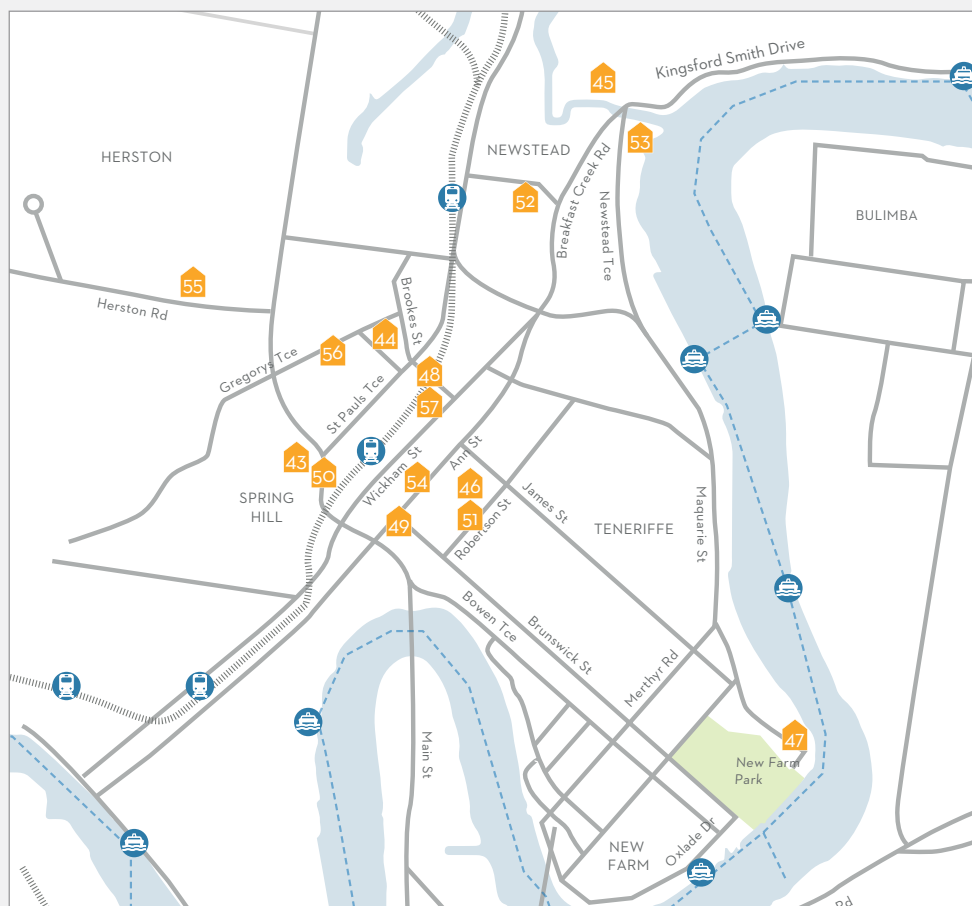 Kingsford Smith Drive
45
53
HERSTON
NEWSTEAD
Breakfast Creek Rd
Newstead Tce
52
BULIMBA
55
Herston Rd
Brookes St
44
56
Gregorys Tce
48
57
St Pauls Tce
43
50
Wickham St
Ann St
54
46
SPRING
HILL
49
51
Robertson St
James St
TENERIFFE
Maquarie St
Bowen Tce
Brunswick St
Merthyr Rd
Main St
47
New Farm
Park
NEW
FARM
Oxlade Dr
Rd